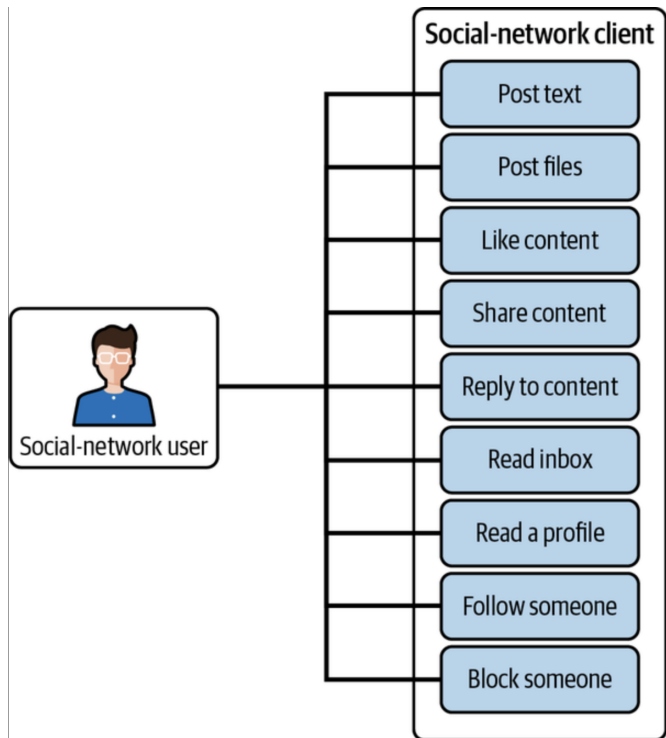 Social-network client
Post text
Post files
Like content
Share content
Reply to content
Read inbox
Read a profile
Follow someone
Block someone
Social-network user